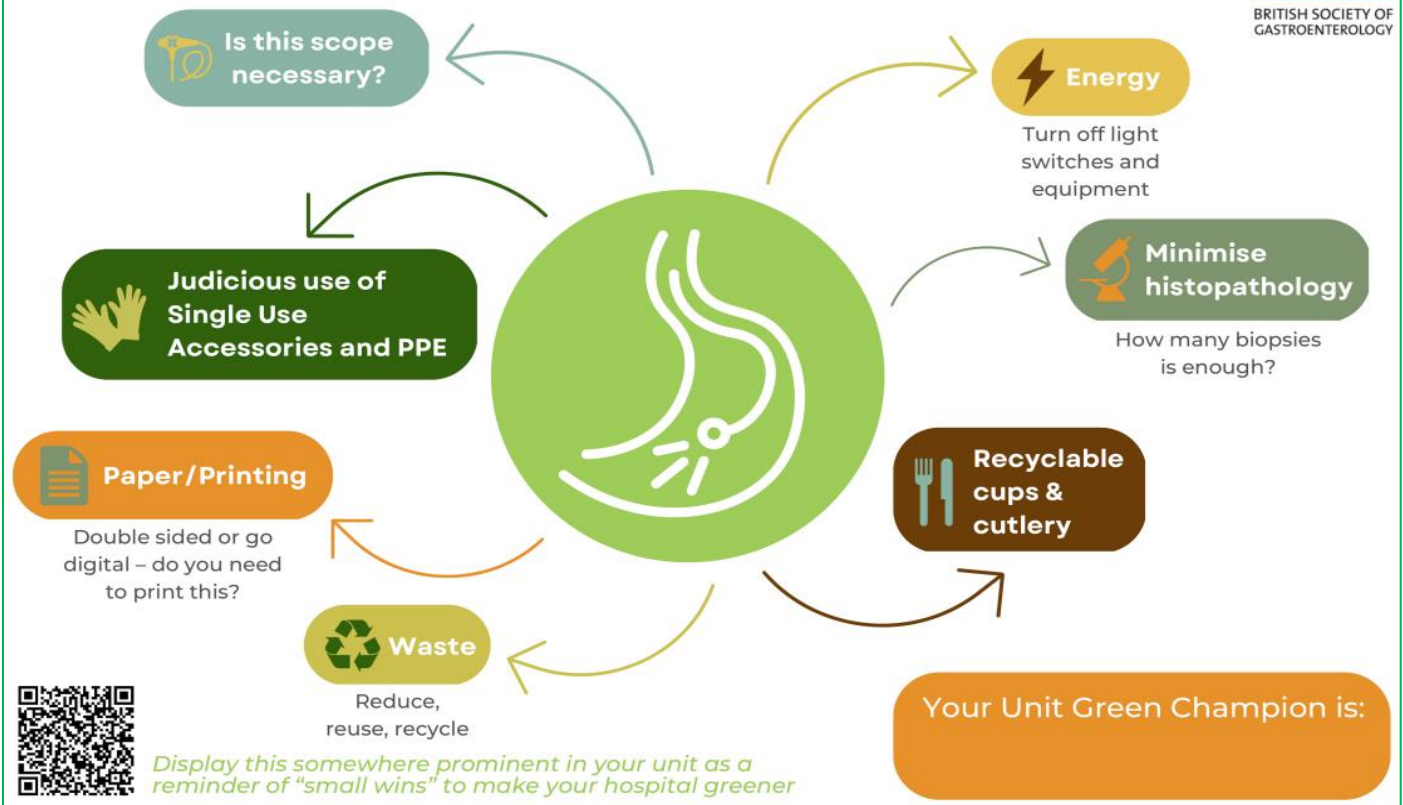 BRITISH SOCIETY OF
GASTROENTEROLOGY
Is this scope
necessary?
Energy
Turn off light
switches and
equipment
Judicious use of
Single Use
Accessories and PPE
Minimise
histopathology
How many biopsies
is enough?
Paper/Printing
Double sided or go
digital – do you need
to print this?
Recyclable
cups &
cutlery
Waste
Reduce,
reuse, recycle
Your Unit Green Champion is:
Display this somewhere prominent in your unit as a
reminder of “small wins” to make your hospital greener